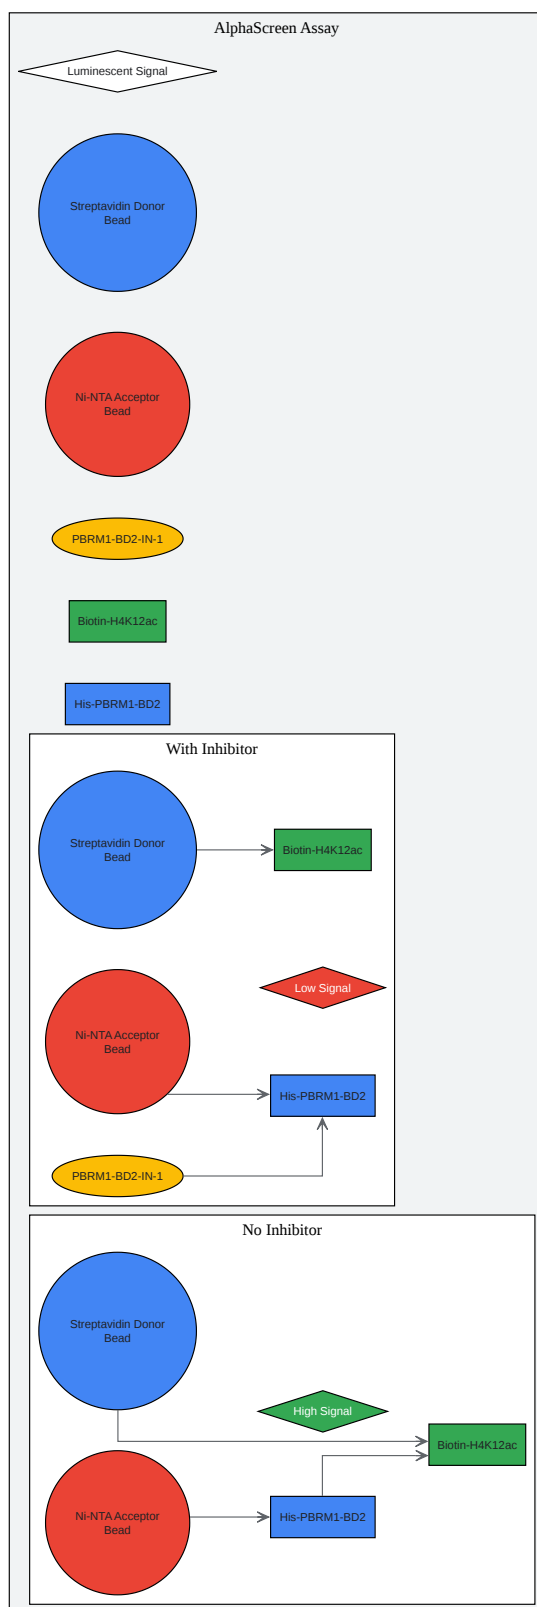 AlphaScreen Assay
Luminescent Signal
Streptavidin Donor
Bead
Ni-NTA Acceptor
Bead
PBRM1-BD2-IN-1
Biotin-H4K12ac
His-PBRM1-BD2
With Inhibitor
Streptavidin Donor
Bead
Biotin-H4K12ac
Low Signal
Ni-NTA Acceptor
Bead
His-PBRM1-BD2
PBRM1-BD2-IN-1
No Inhibitor
Streptavidin Donor
Bead
High Signal
Biotin-H4K12ac
Ni-NTA Acceptor
Bead
His-PBRM1-BD2